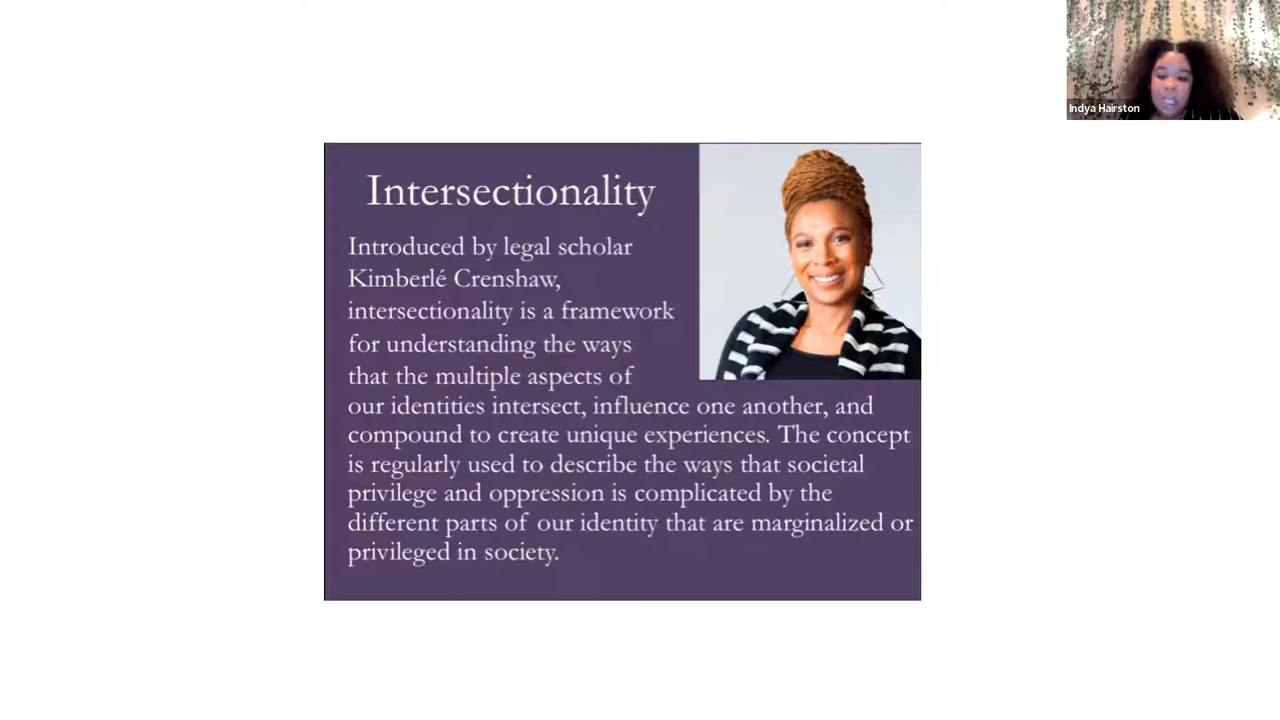 Indya Hairston
Intersectionality
Introduced by legal scholar
Kimberlé Crenshaw,
intersectionality is a framework
for understanding the ways
that the multiple aspects of
our identities intersect, influence one another, and
compound to create unique experiences. The concept
is regularly used to describe the ways that societal
privilege and oppression is complicated by the
different parts of our identity that are marginalized or
privileged in society.